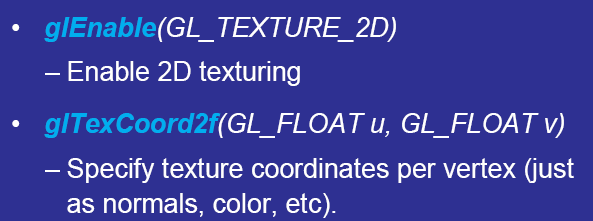 • glEnable(GL_TEXTURE_2D)
– Enable 2D texturing
• glTexCoord2f(GL_FLOAT u, GL_FLOAT v)
– Specify texture coordinates per vertex (just
as normals, color, etc).